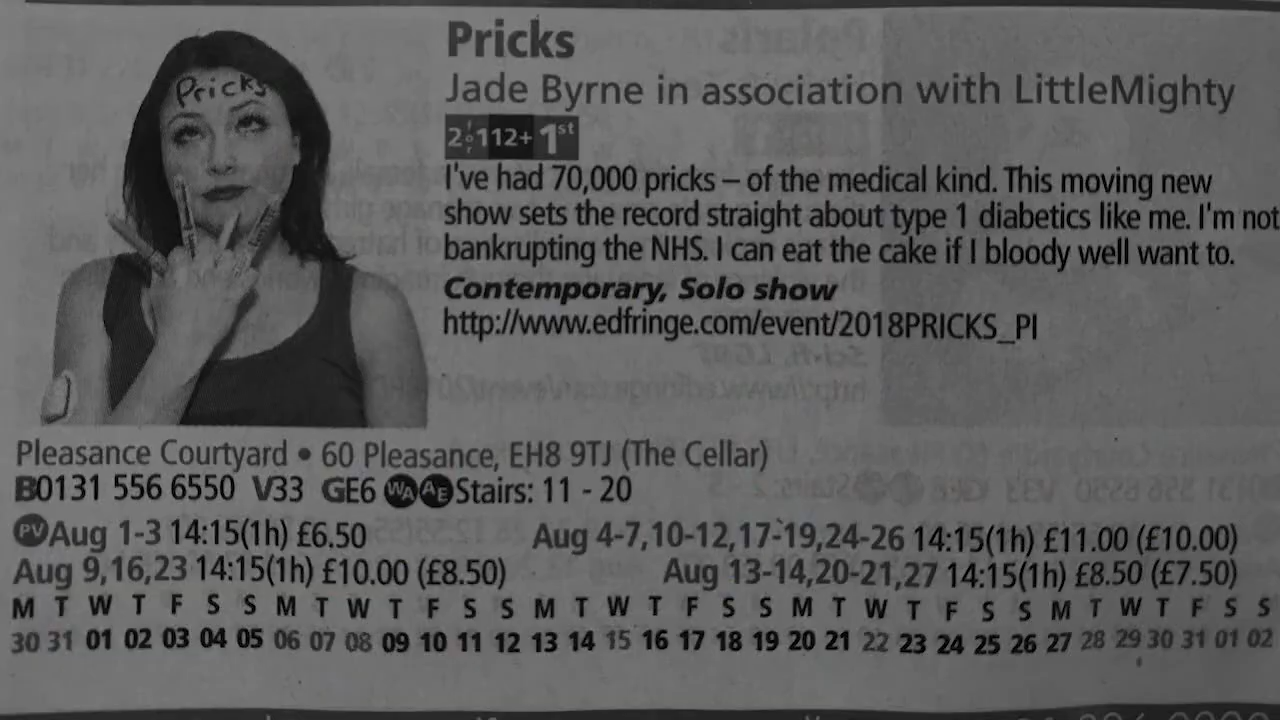 Pricks
Pricks
Jade Byrne in association with LittleMighty
2 for 1 12+ 1st
I've had 70,000 pricks – of the medical kind. This moving new
show sets the record straight about type 1 diabetics like me. I'm not
bankrupting the NHS. I can eat the cake if I bloody well want to.
Contemporary, Solo show
http://www.edfringe.com/event/2018PRICKS_PI
Pleasance Courtyard • 60 Pleasance, EH8 9TJ (The Cellar)
B0131 556 6550 V33 GE6 WA AE Stairs: 11 - 20
PV Aug 1-3 14:15(1h) £6.50 Aug 4-7,10-12,17-19,24-26 14:15(1h) £11.00 (£10.00)
Aug 9,16,23 14:15(1h) £10.00 (£8.50) Aug 13-14,20-21,27 14:15(1h) £8.50 (£7.50)
M T W T F S S M T W T F S S M T W T F S S M T W T F S S M T W T F S S
30 31 01 02 03 04 05 06 07 08 09 10 11 12 13 14 15 16 17 18 19 20 21 22 23 24 25 26 27 28 29 30 31 01 02